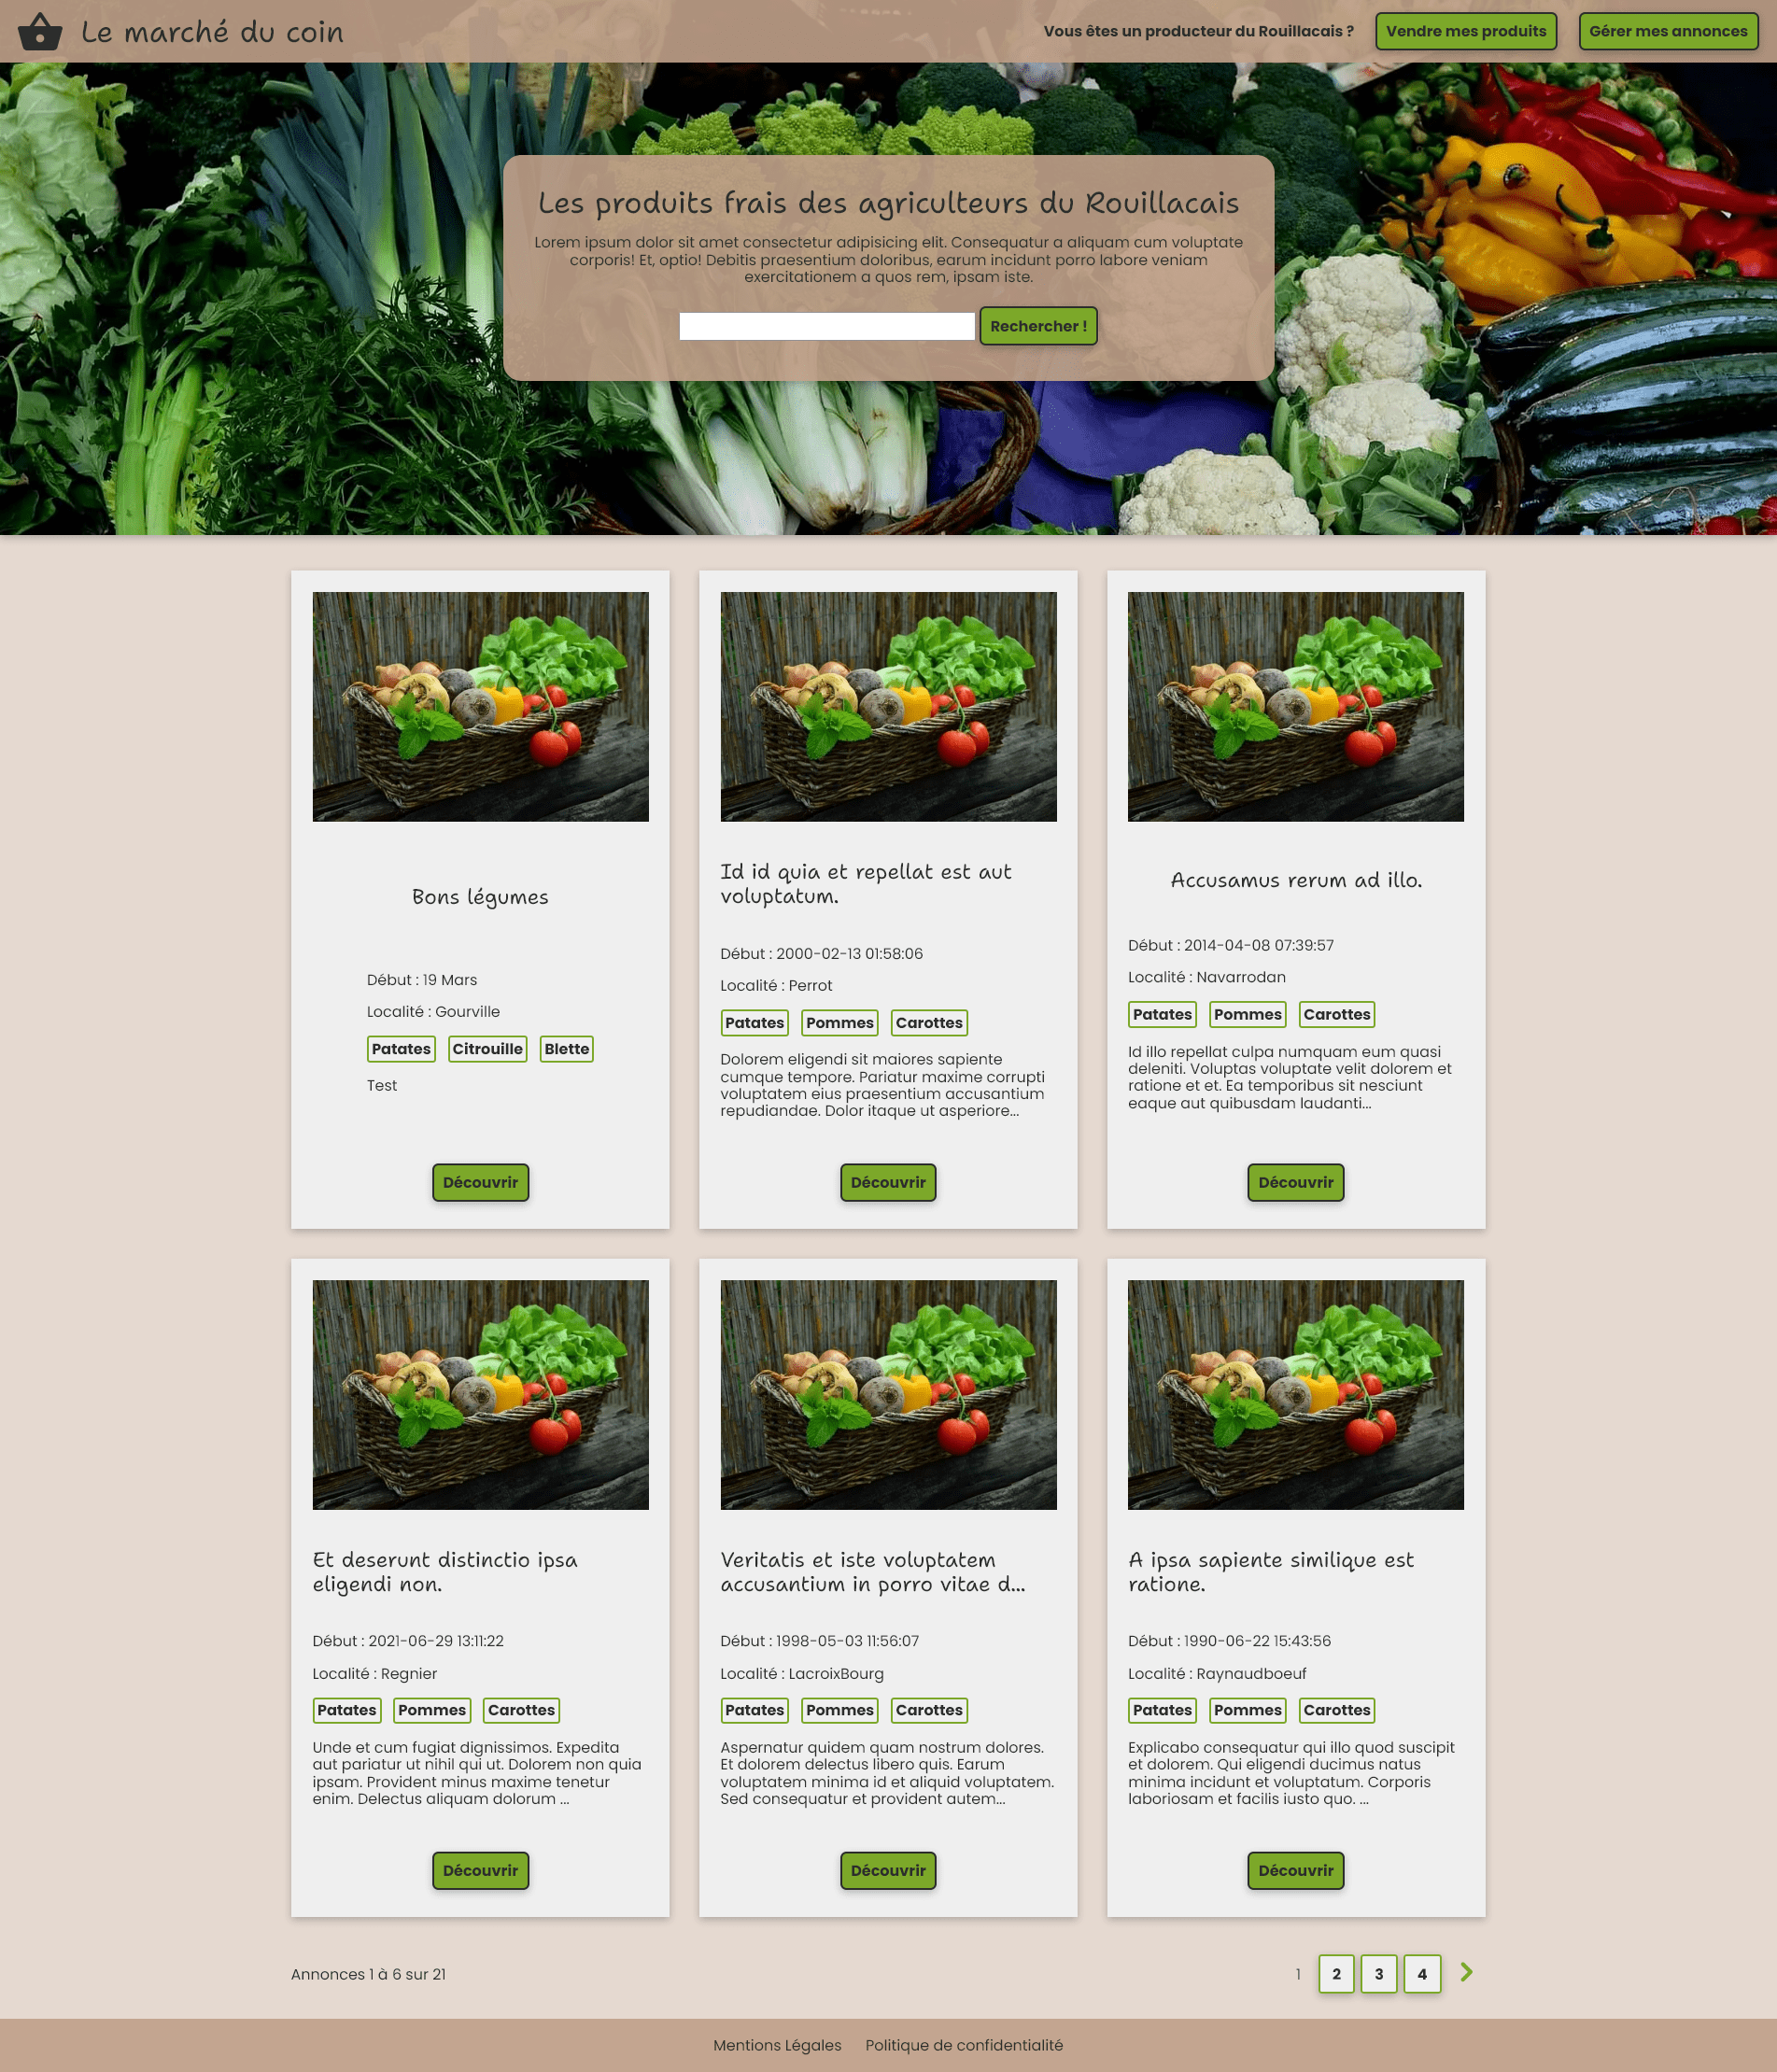 Le marché du coin
Vous êtes un producteur du Rouillacais ?
Vendre mes produits
Gérer mes annonces
Les produits frais des agriculteurs du Rouillacais
Lorem ipsum dolor sit amet consectetur adipisicing elit. Consequatur a aliquam cum voluptate
corporis! Et, optio! Debitis praesentium doloribus, earum incidunt porro labore veniam
exercitationem a quos rem, ipsam iste.
Rechercher !
Bons légumes
Début : 19 Mars
Localité : Gourville
Patates Citrouille Blette
Test
Découvrir
Id id quia et repellat est aut
voluptatum.
Début : 2000-02-13 01:58:06
Localité : Perrot
Patates Pommes Carottes
Dolorem eligendi sit maiores sapiente
cumque tempore. Pariatur maxime corrupti
voluptatem eius praesentium accusantium
repudiandae. Dolor itaque ut asperiore...
Découvrir
Accusamus rerum ad illo.
Début : 2014-04-08 07:39:57
Localité : Navarrodan
Patates Pommes Carottes
Id illo repellat culpa numquam eum quasi
deleniti. Voluptas voluptate velit dolorem et
ratione et et. Ea temporibus sit nesciunt
eaque aut quibusdam laudanti...
Découvrir
Et deserunt distinctio ipsa
eligendi non.
Début : 2021-06-29 13:11:22
Localité : Regnier
Patates Pommes Carottes
Unde et cum fugiat dignissimos. Expedita
aut pariatur ut nihil qui ut. Dolorem non quia
ipsam. Provident minus maxime tenetur
enim. Delectus aliquam dolorum ...
Découvrir
Veritatis et iste voluptatem
accusantium in porro vitae d...
Début : 1998-05-03 11:56:07
Localité : LacroixBourg
Patates Pommes Carottes
Aspernatur quidem quam nostrum dolores.
Et dolorem delectus libero quis. Earum
voluptatem minima id et aliquid voluptatem.
Sed consequatur et provident autem...
Découvrir
A ipsa sapiente similique est
ratione.
Début : 1990-06-22 15:43:56
Localité : Raynaudboeuf
Patates Pommes Carottes
Explicabo consequatur qui illo quod suscipit
et dolorem. Qui eligendi ducimus natus
minima incidunt et voluptatum. Corporis
laboriosam et facilis iusto quo. ...
Découvrir
Annonces 1 à 6 sur 21
1 2 3 4
Mentions Légales Politique de confidentialité